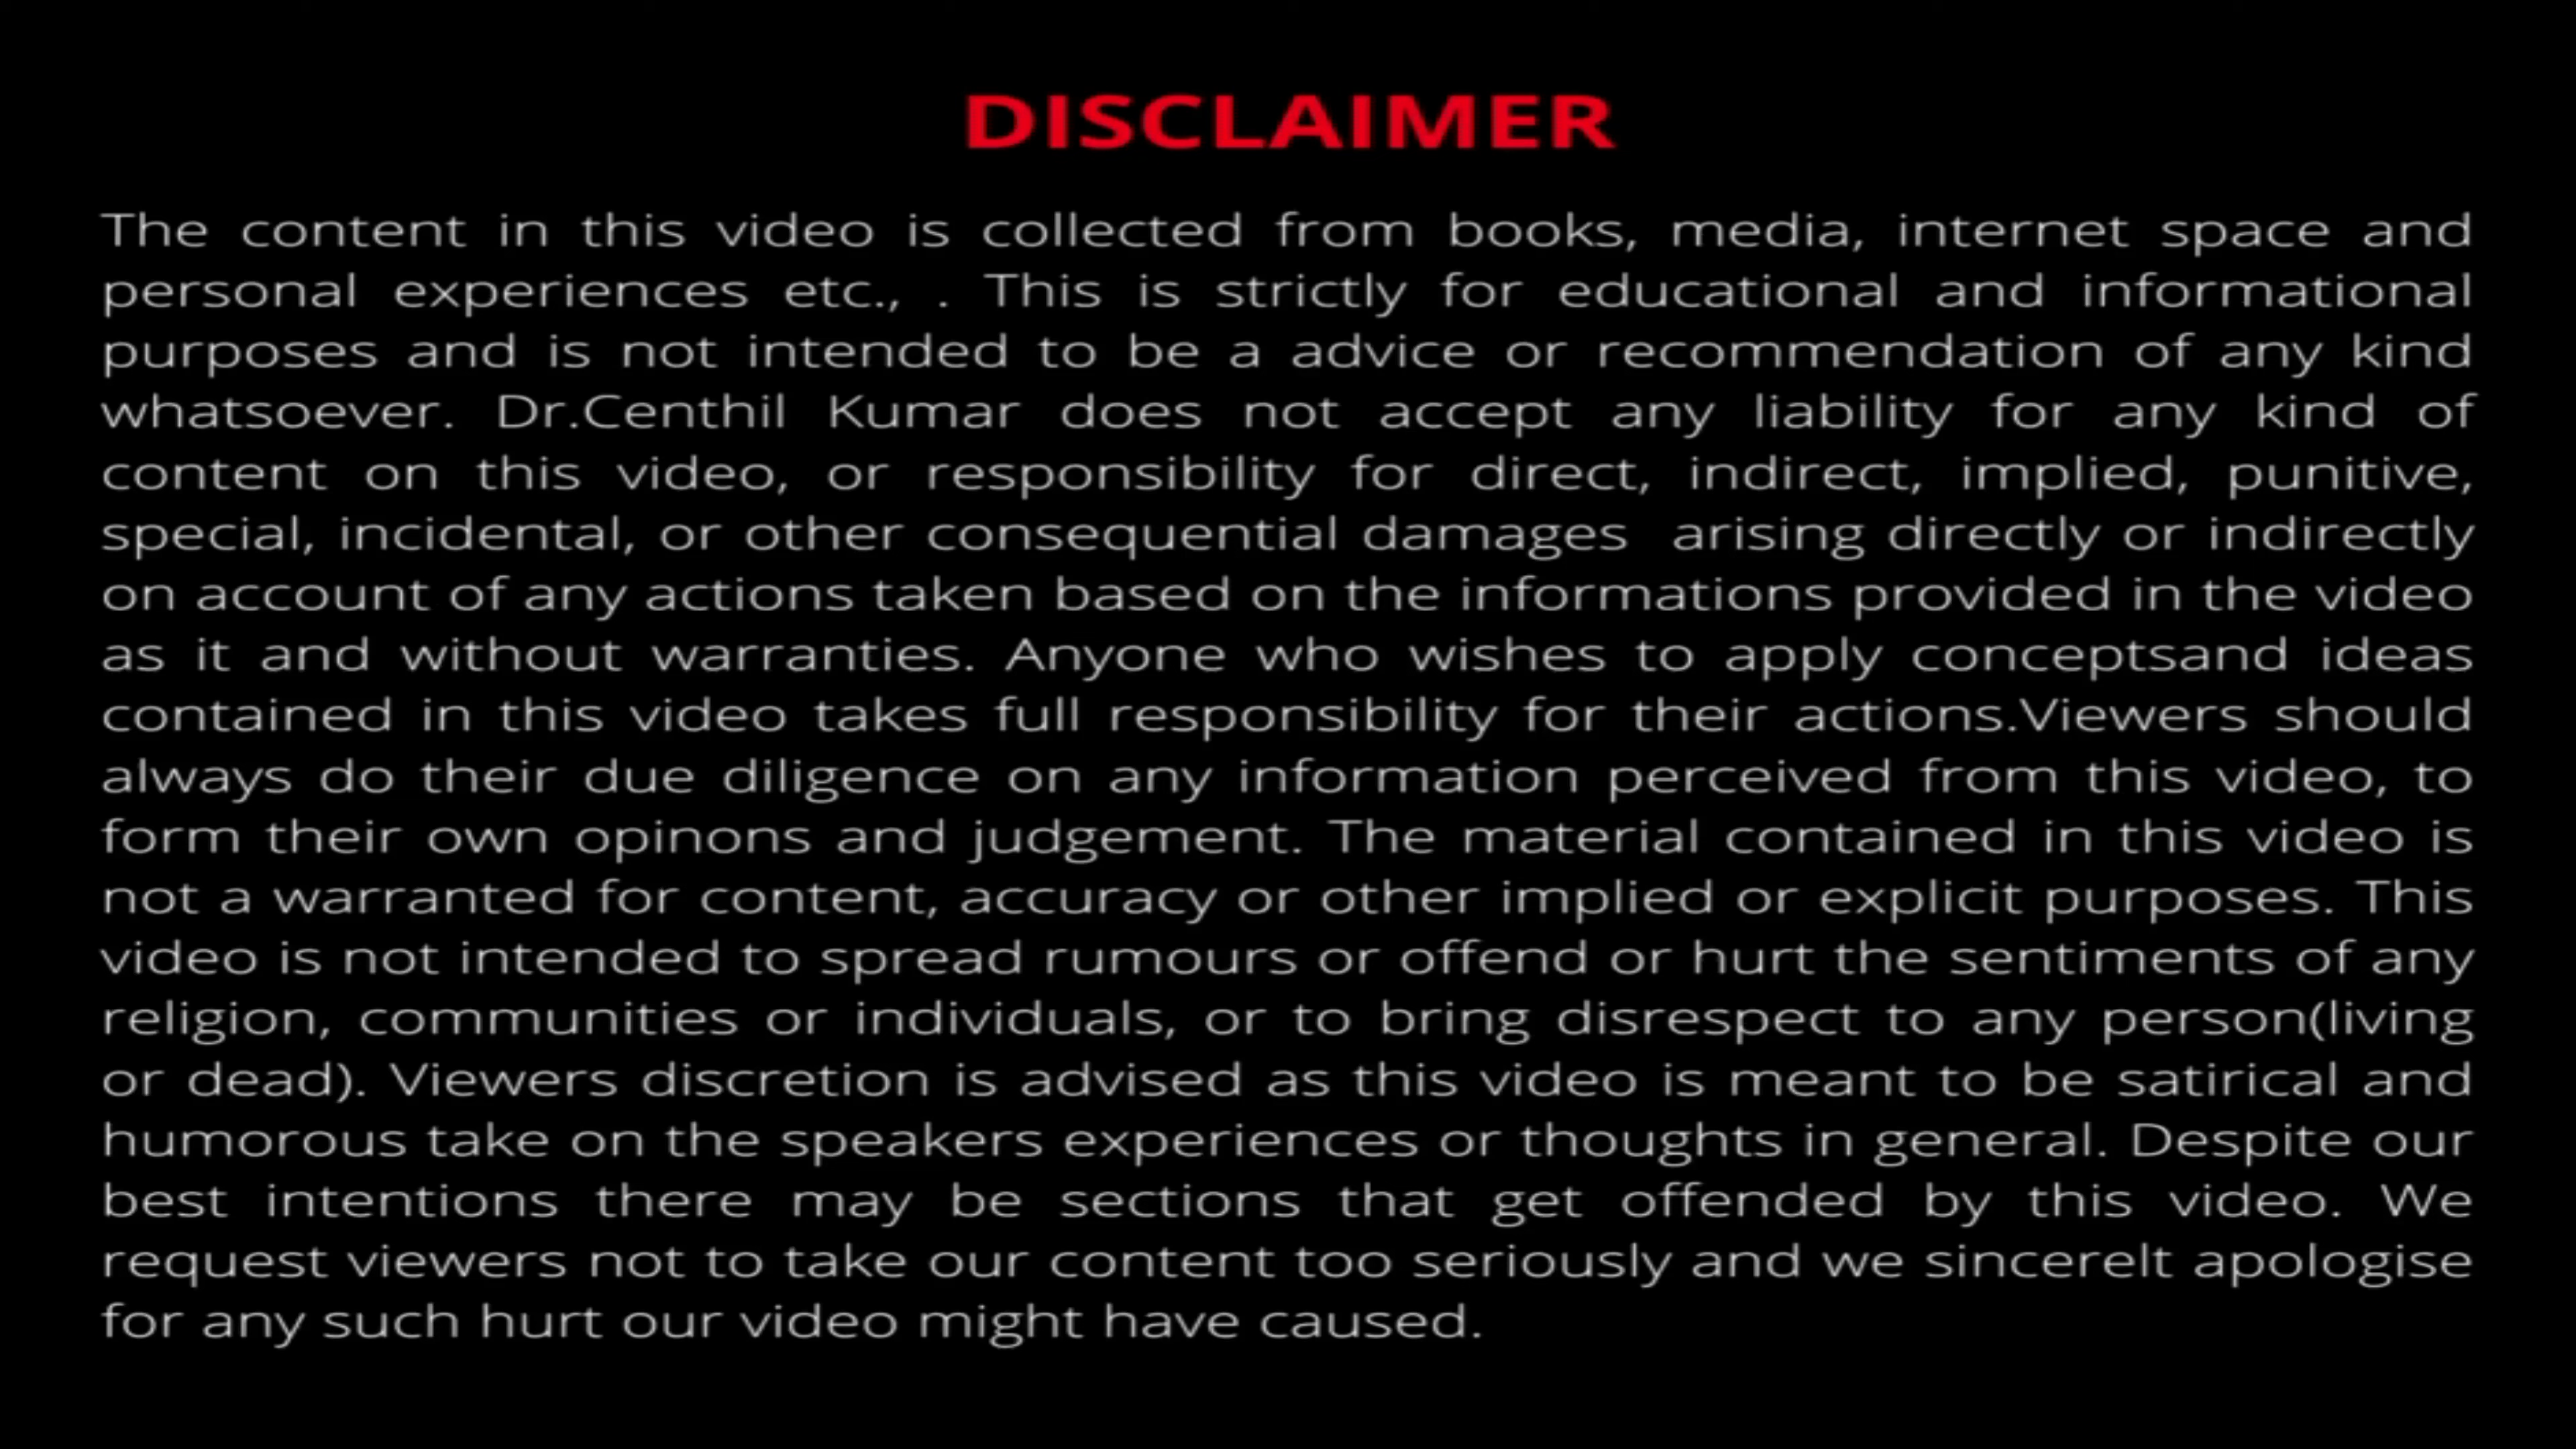 DISCLAIMER
The content in this video is collected from books, media, internet space and
personal experiences etc., . This is strictly for educational and informational
purposes and is not intended to be a advice or recommendation of any kind
whatsoever. Dr.Centhil Kumar does not accept any liability for any kind of
content on this video, or responsibility for direct, indirect, implied, punitive,
special, incidental, or other consequential damages arising directly or indirectly
on account of any actions taken based on the informations provided in the video
as it and without warranties. Anyone who wishes to apply conceptsand ideas
contained in this video takes full responsibility for their actions.Viewers should
always do their due diligence on any information perceived from this video, to
form their own opinons and judgement. The material contained in this video is
not a warranted for content, accuracy or other implied or explicit purposes. This
video is not intended to spread rumours or offend or hurt the sentiments of any
religion, communities or individuals, or to bring disrespect to any person(living
or dead). Viewers discretion is advised as this video is meant to be satirical and
humorous take on the speakers experiences or thoughts in general. Despite our
best intentions there may be sections that get offended by this video. We
request viewers not to take our content too seriously and we sincerelt apologise
for any such hurt our video might have caused.